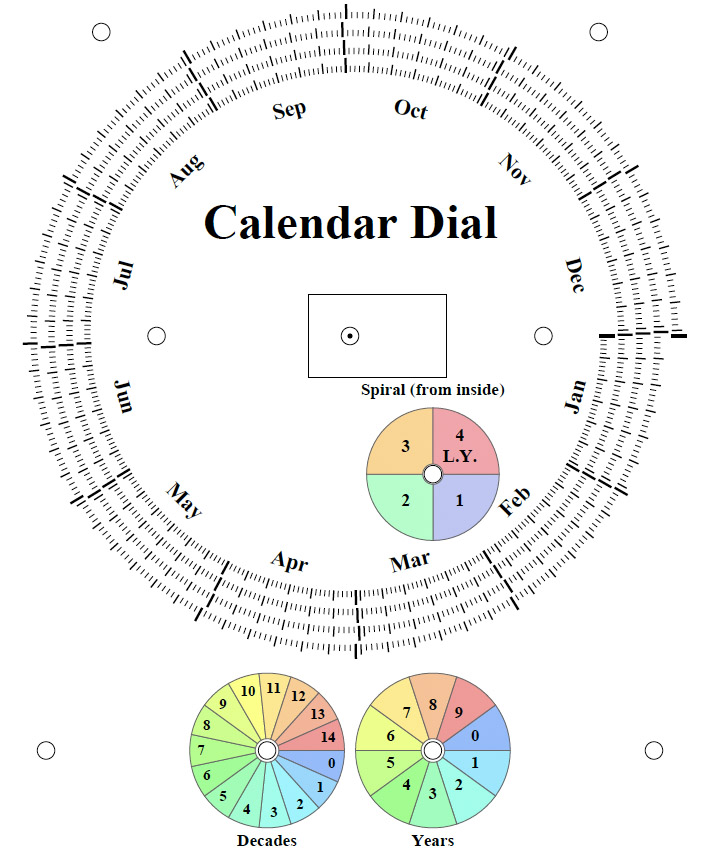 Sep
Oct
Aug
Nov
Calendar Dial
Jul
Dec
Spiral (from inside)
Jun
Jan
3
4
L.Y.
2
1
May
Feb
Apr
Mar
10
11
12
9
13
8
14
7
0
6
1
5
4
3
2
7
8
9
6
0
5
1
4
3
2
Decades
Years